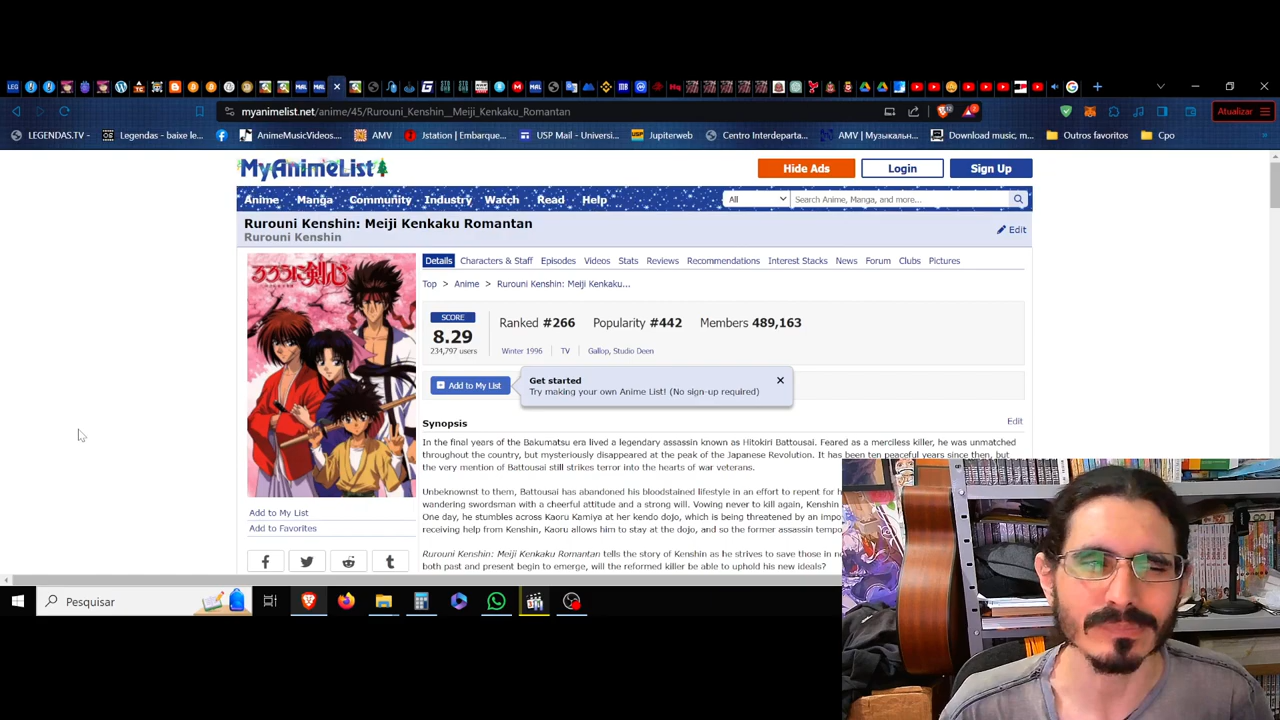 myanimelist.net/anime/45/Rurouni_Kenshin__Meiji_Kenkaku_Romantan
Atualizar
LEGENDAS.TV -
Legendas - baixe le...
AnimeMusicVideos....
AMV
Jstation | Embarque...
USP Mail - Universi...
Jupiterweb
Centro Interdeparta...
AMV | Музыкальн...
Download music, m...
Outros favoritos
Cpo
MyAnimeList
Hide Ads
Login
Sign Up
Anime Manga Community Industry Watch Read Help
All
Search Anime, Manga, and more...
Rurouni Kenshin: Meiji Kenkaku Romantan
Rurouni Kenshin
Edit
るろうに剣心
Details Characters & Staff Episodes Videos Stats Reviews Recommendations Interest Stacks News Forum Clubs Pictures
Top > Anime > Rurouni Kenshin: Meiji Kenkaku...
SCORE
8.29
234,797 users
Ranked #266 Popularity #442 Members 489,163
Winter 1996 TV Gallop, Studio Deen
Add to My List
Get started
Try making your own Anime List! (No sign-up required)
Synopsis
Edit
In the final years of the Bakumatsu era lived a legendary assassin known as Hitokiri Battousai. Feared as a merciless killer, he was unmatched
throughout the country, but mysteriously disappeared at the peak of the Japanese Revolution. It has been ten peaceful years since then, but
the very mention of Battousai still strikes terror into the hearts of war veterans.
Unbeknownst to them, Battousai has abandoned his bloodstained lifestyle in an effort to repent for
wandering swordsman with a cheerful attitude and a strong will. Vowing never to kill again, Kenshin
One day, he stumbles across Kaoru Kamiya at her kendo dojo, which is being threatened by an
receiving help from Kenshin, Kaoru allows him to stay at the dojo, and so the former assassin
Rurouni Kenshin: Meiji Kenkaku Romantan tells the story of Kenshin as he strives to save those in
both past and present begin to emerge, will the reformed killer be able to uphold his new ideals?
Add to My List
Add to Favorites
Pesquisar